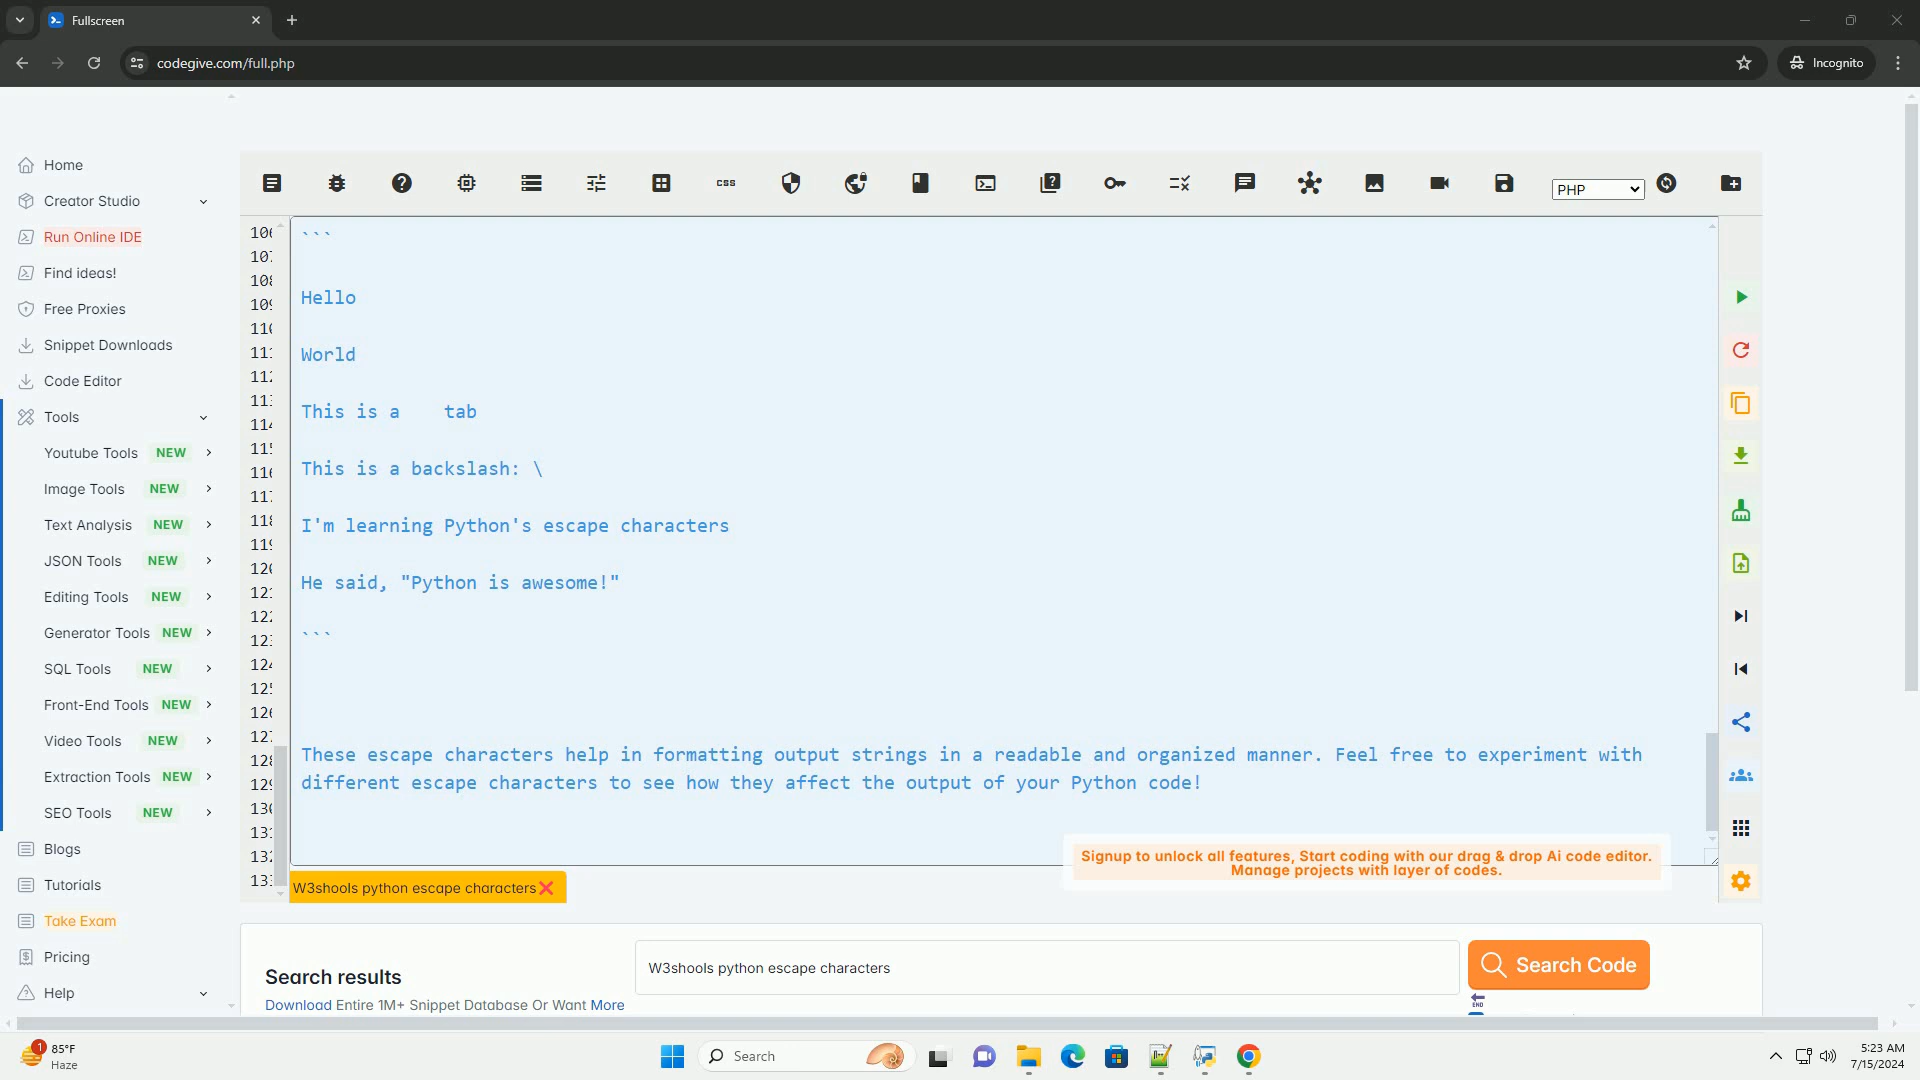 Fullscreen
codegive.com/full.php
Incognito
Home
Creator Studio
Run Online IDE
Find ideas!
Free Proxies
Snippet Downloads
Code Editor
Tools
Youtube Tools NEW
Image Tools NEW
Text Analysis NEW
JSON Tools NEW
Editing Tools NEW
Generator Tools NEW
SQL Tools NEW
Front-End Tools NEW
Video Tools NEW
Extraction Tools NEW
SEO Tools NEW
Blogs
Tutorials
Take Exam
Pricing
Help
css
PHP
```
Hello
World
This is a    tab
This is a backslash: \
I'm learning Python's escape characters
He said, "Python is awesome!"
```
These escape characters help in formatting output strings in a readable and organized manner. Feel free to experiment with
different escape characters to see how they affect the output of your Python code!
Signup to unlock all features, Start coding with our drag & drop Ai code editor.
Manage projects with layer of codes.
W3shools python escape characters
Search results
W3shools python escape characters
Search Code
Download Entire 1M+ Snippet Database Or Want More
END
1
85°F
Haze
Search
5:23 AM
7/15/2024